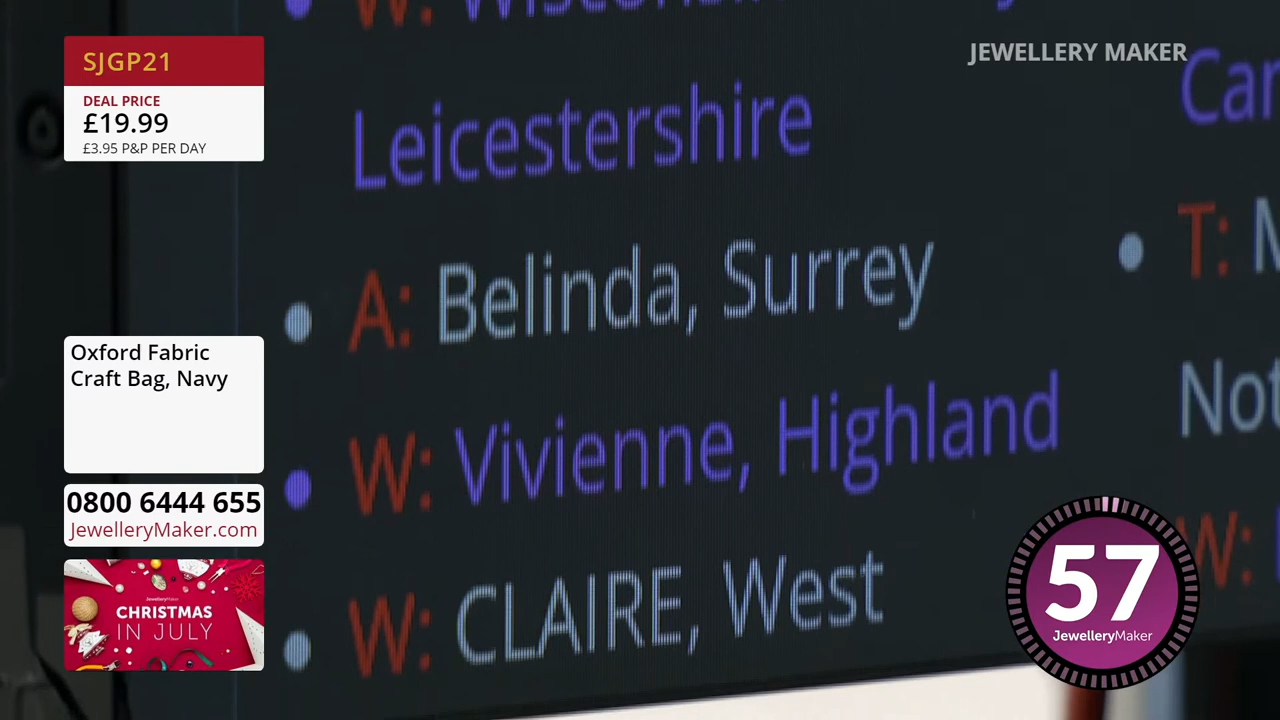 SJGP21
DEAL PRICE
£19.99
£3.95 P&P PER DAY
Oxford Fabric
Craft Bag, Navy
0800 6444 655
JewelleryMaker.com
JewelleryMaker
CHRISTMAS
IN JULY
JEWELLERY MAKER
W:
Leicestershire
A: Belinda, Surrey
W: Vivienne, Highland
W: CLAIRE, West
T:
W:
57
JewelleryMaker